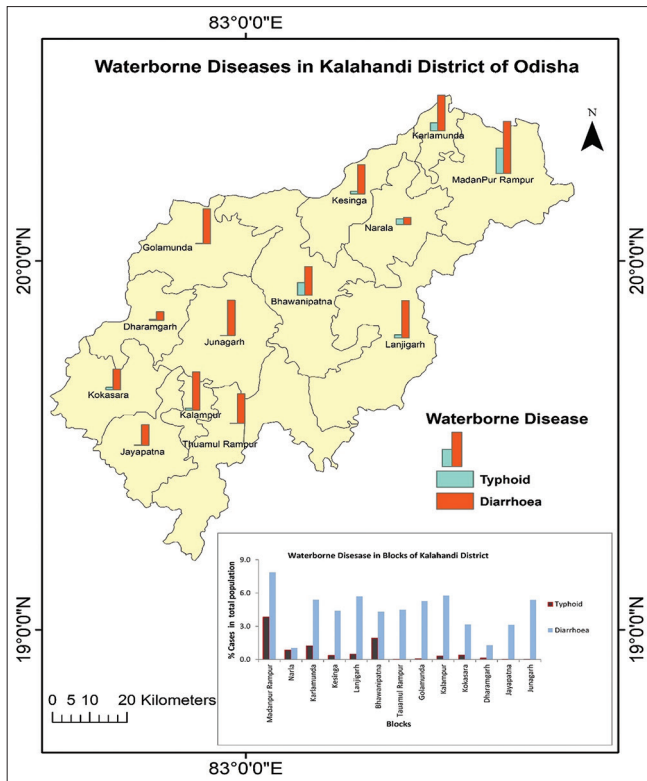 83°0'0"E
Waterborne Diseases in Kalahandi District of Odisha
N
Karlamunda
MadanPur Rampur
Kesinga
Narala
Golamunda
20°0'0"N
20°0'0"N
Bhawanipatna
Dharamgarh
Junagarh
Lanjigarh
Kokasara
Kalampur
Thuamul Rampur
Jayapatna
Waterborne Disease
Typhoid
Diarrhoea
Waterborne Disesase in Blocks of Kalahandi District
% Cases in total population
9.0
6.0
3.0
0.0
Typhoid
Diarrhoea
Madanpur Rampur
Narla
Karlamunda
Kesinga
Lanjigarh
Bhawanipatna
Tauamul Rampur
Golamunda
Kalampur
Kokasara
Dharamgarh
Jayapatna
Junagarh
Blocks
19°0'0"N
19°0'0"N
0 5 10 20 Kilometers
83°0'0"E